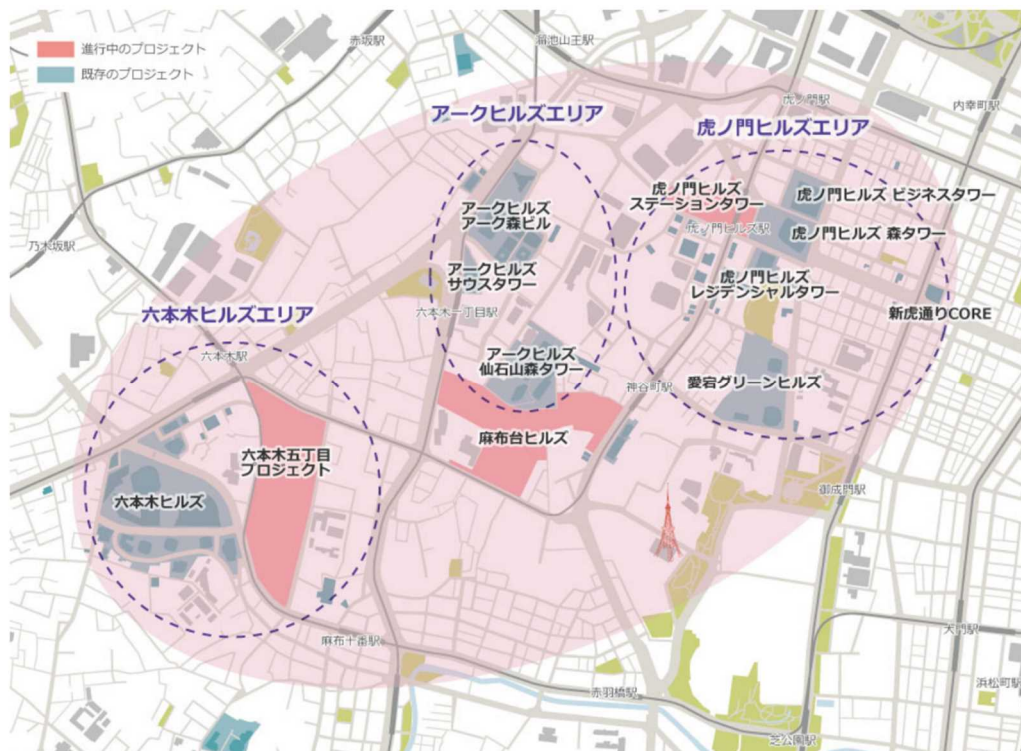 進行中のプロジェクト
既存のプロジェクト
赤坂駅
溜池山王駅
虎ノ門駅
内幸町駅
アークヒルズエリア
虎ノ門ヒルズエリア
虎ノ門ヒルズ
ステーションタワー
虎ノ門ヒルズ ビジネスタワー
アークヒルズ
アーク森ビル
虎ノ門ヒルズ駅
虎ノ門ヒルズ 森タワー
乃木坂駅
アークヒルズ
サウスタワー
虎ノ門ヒルズ
レジデンシャルタワー
六本木ヒルズエリア
六本木一丁目駅
新虎通りCORE
六本木駅
アークヒルズ
仙石山森タワー
神谷町駅
愛宕グリーンヒルズ
麻布台ヒルズ
六本木五丁目
プロジェクト
六本木ヒルズ
御成門駅
麻布十番駅
大門駅
赤羽橋駅
浜松町駅
芝公園駅